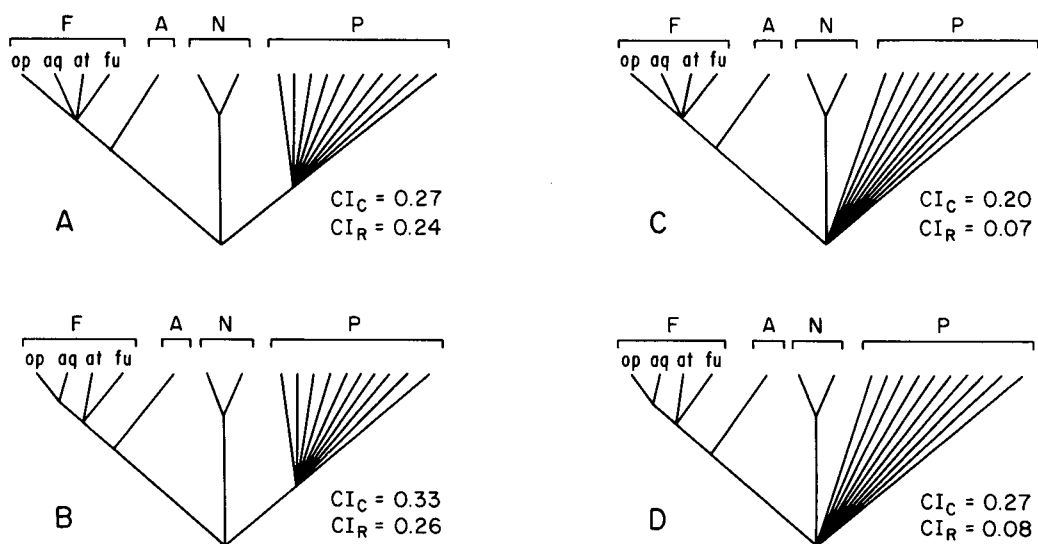 F A N P
op aq at fu
A
CI_C = 0.27
CI_R = 0.24
F A N P
op aq at fu
C
CI_C = 0.20
CI_R = 0.07
F A N P
op aq at fu
B
CI_C = 0.33
CI_R = 0.26
F A N P
op aq at fu
D
CI_C = 0.27
CI_R = 0.08